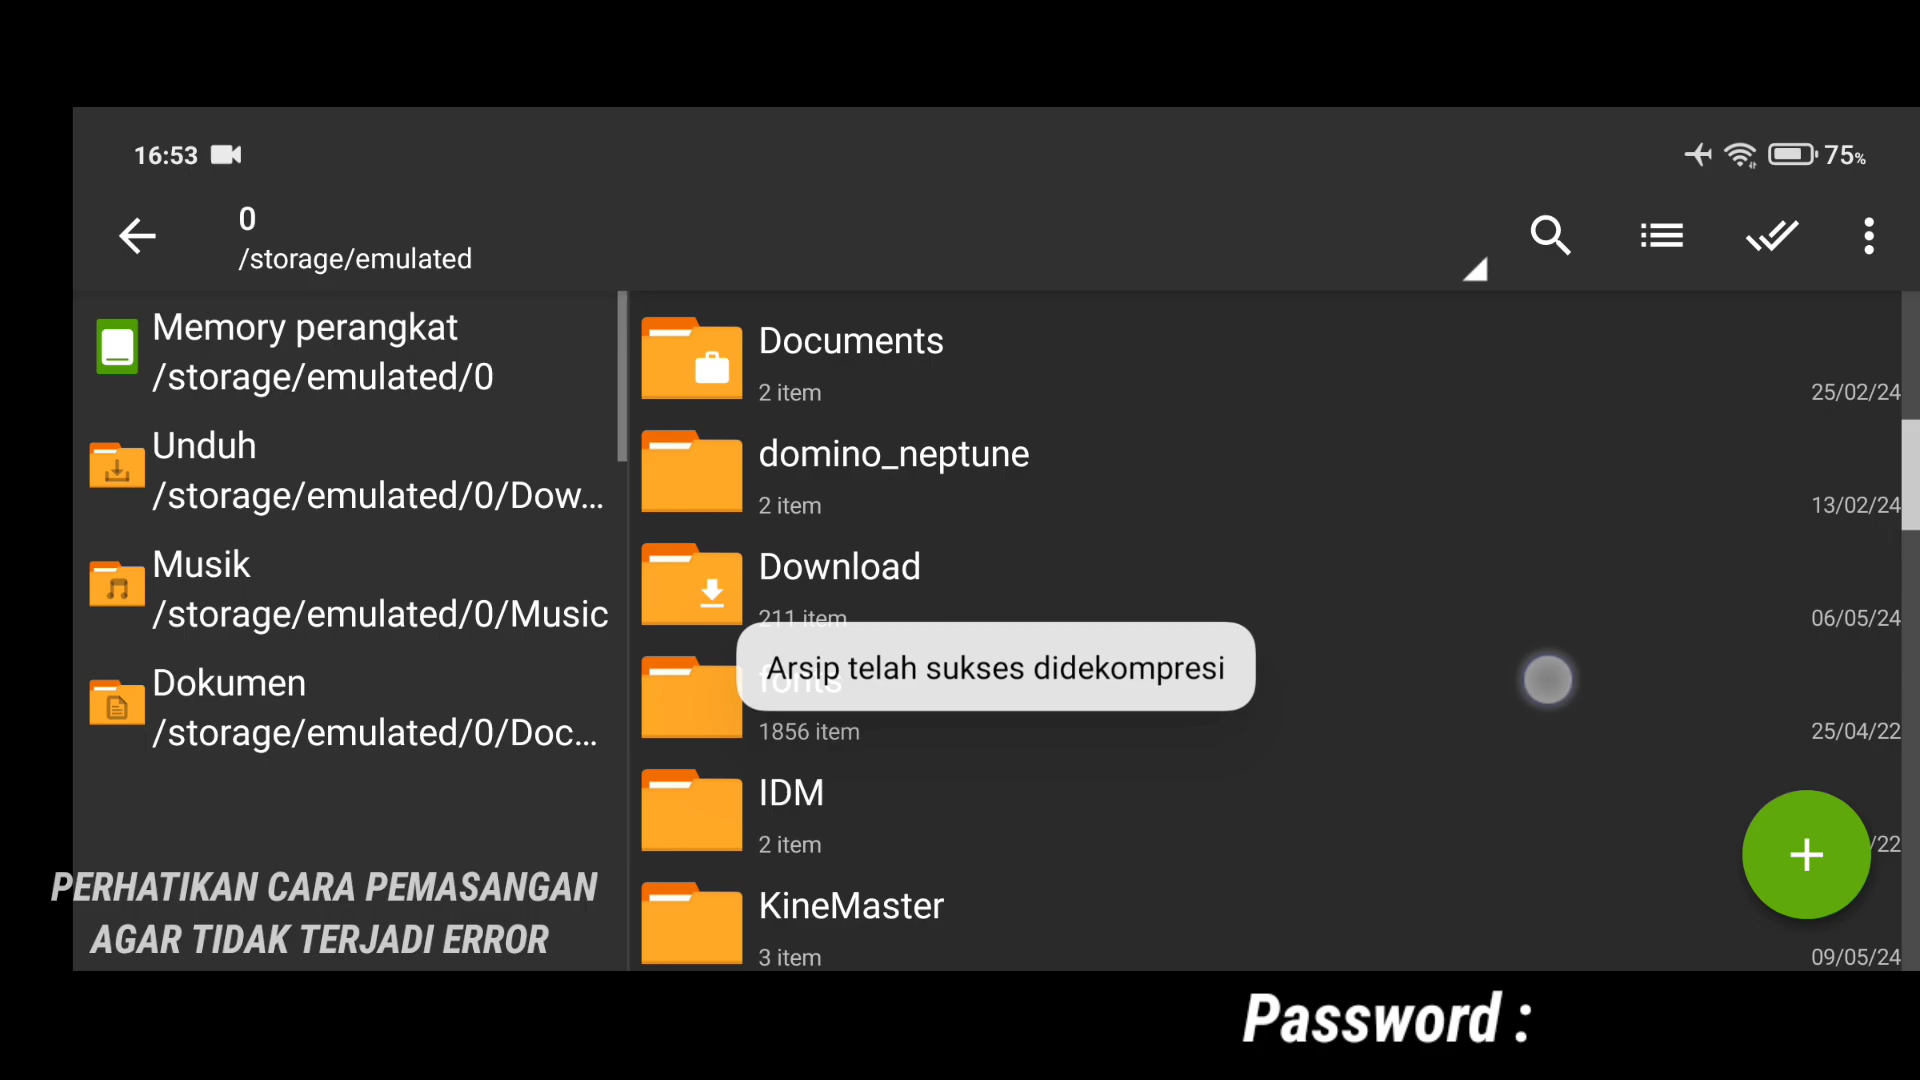 16:53
75%
0
/storage/emulated
Memory perangkat
/storage/emulated/0
Unduh
/storage/emulated/0/Dow...
Musik
/storage/emulated/0/Music
Dokumen
/storage/emulated/0/Doc...
Documents
2 item
25/02/24
domino_neptune
2 item
13/02/24
Download
211 item
06/05/24
Arsip telah sukses didekompresi
fonts
1856 item
25/04/22
IDM
2 item
/22
KineMaster
3 item
09/05/24
PERHATIKAN CARA PEMASANGAN
AGAR TIDAK TERJADI ERROR
Password :